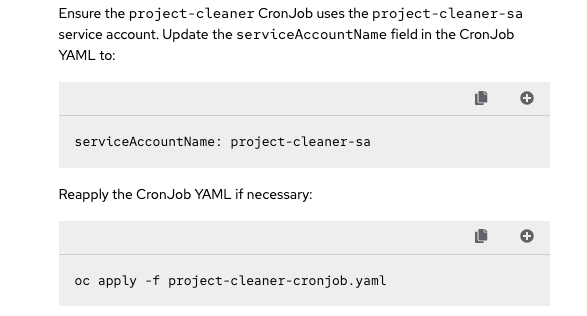 Ensure the project-cleaner CronJob uses the project-cleaner-sa
service account. Update the serviceAccountName field in the CronJob
YAML to:
serviceAccountName: project-cleaner-sa
Reapply the CronJob YAML if necessary:
oc apply -f project-cleaner-cronjob.yaml